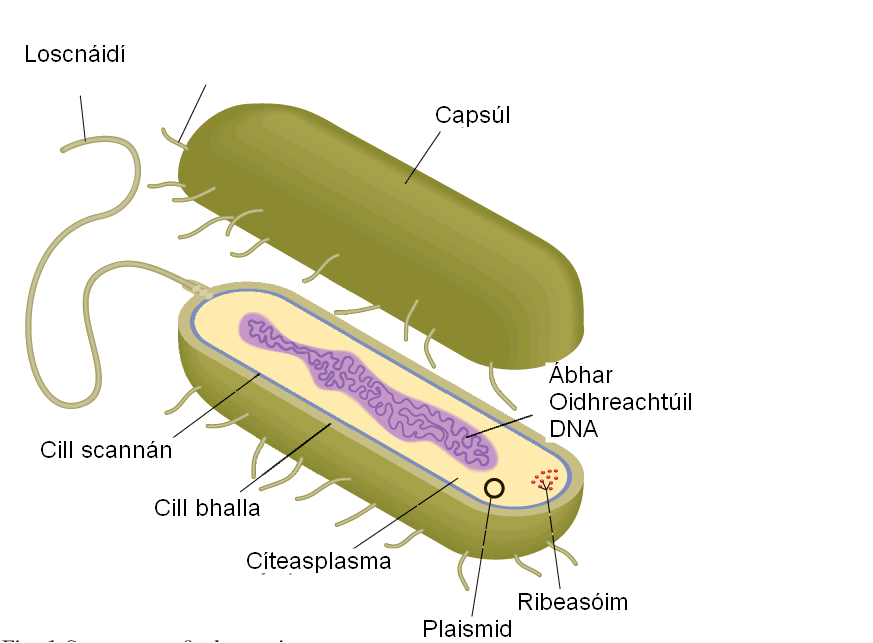 Loscnáidí
Capsúl
Ábhar
Oidhreachtúil
DNA
Cill scannán
Cill bhalla
Cíteasplasma
Ribeasóim
Plaismid